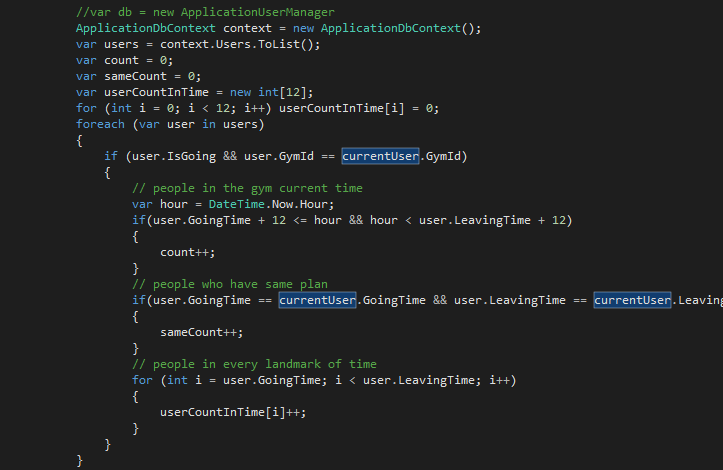 //var db = new ApplicationUserManager
ApplicationDbContext context = new ApplicationDbContext();
var users = context.Users.ToList();
var count = 0;
var sameCount = 0;
var userCountInTime = new int[12];
for (int i = 0; i < 12; i++) userCountInTime[i] = 0;
foreach (var user in users)
{
if (user.IsGoing && user.GymId == currentUser.GymId)
{
// people in the gym current time
var hour = DateTime.Now.Hour;
if(user.GoingTime + 12 <= hour && hour < user.LeavingTime + 12)
{
count++;
}
// people who have same plan
if(user.GoingTime == currentUser.GoingTime && user.LeavingTime == currentUser.Leaving
{
sameCount++;
}
// people in every landmark of time
for (int i = user.GoingTime; i < user.LeavingTime; i++)
{
userCountInTime[i]++;
}
}
}